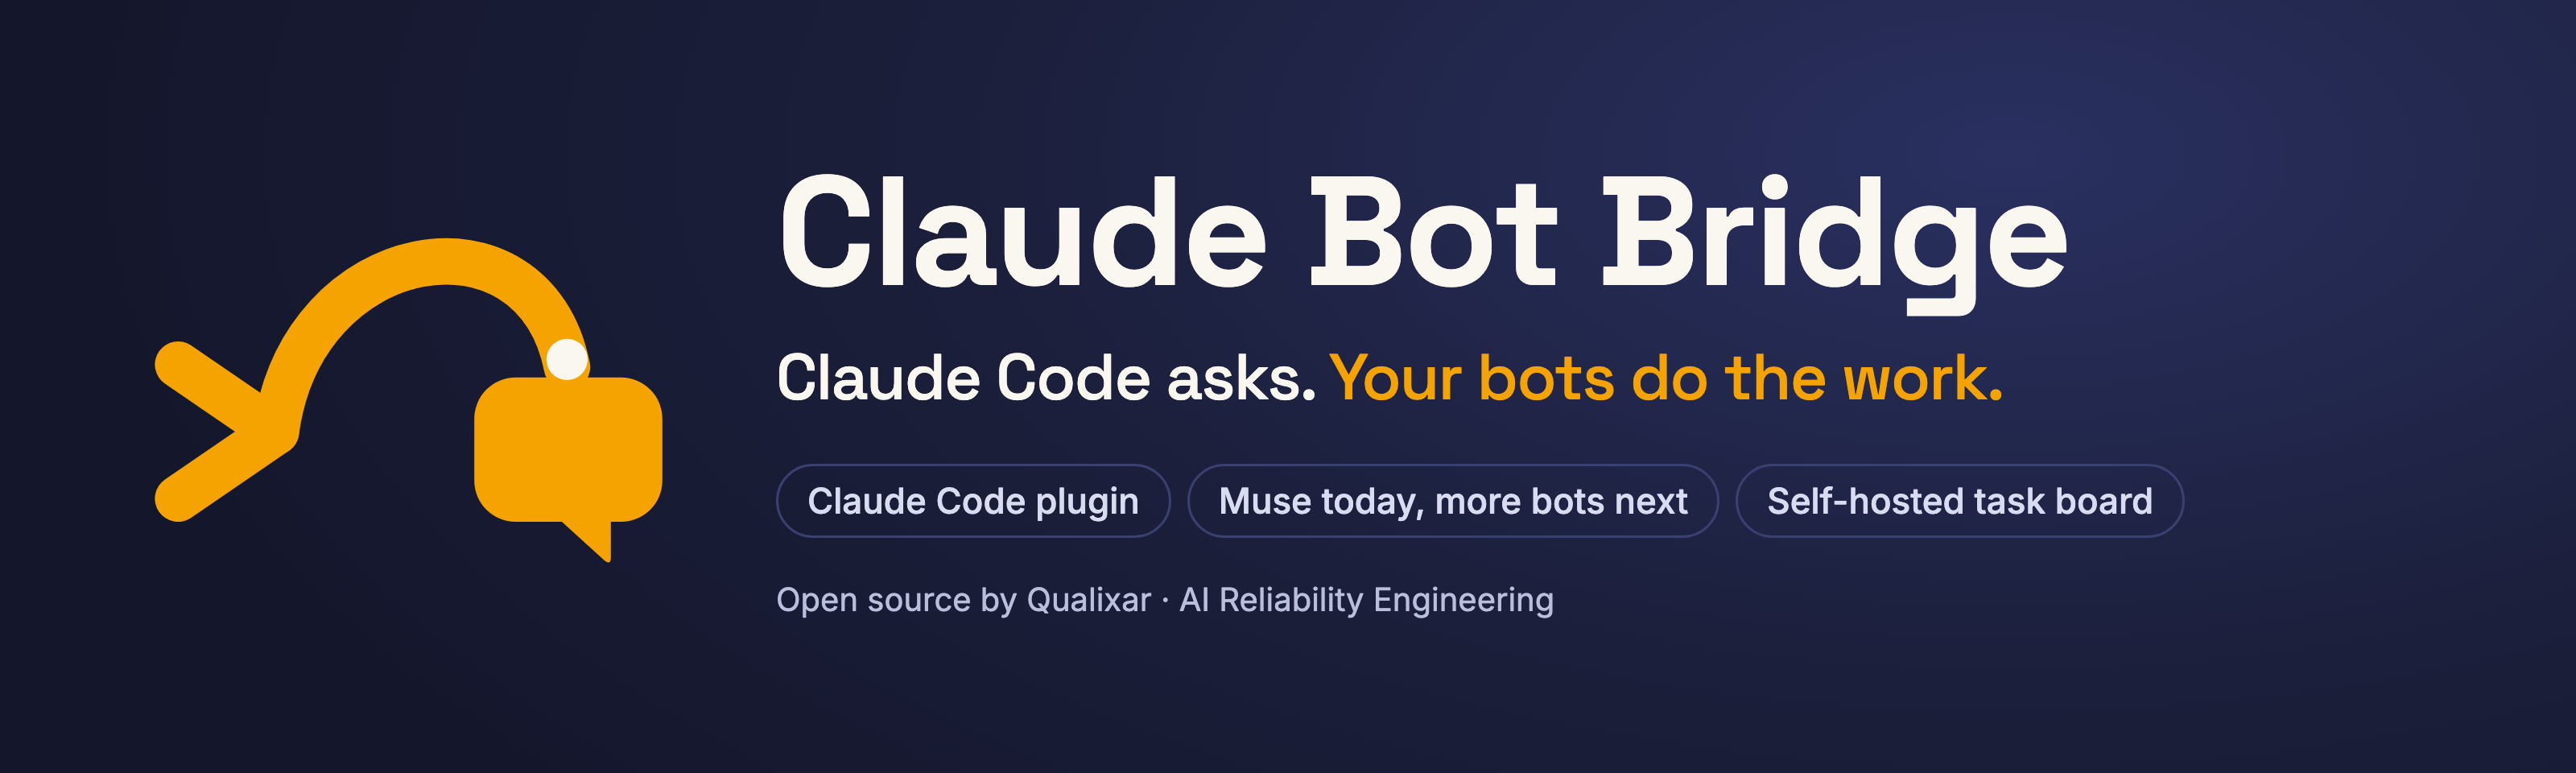 Claude Bot Bridge
Claude Code asks. Your bots do the work.
Claude Code plugin
Muse today, more bots next
Self-hosted task board
Open source by Qualixar · AI Reliability Engineering